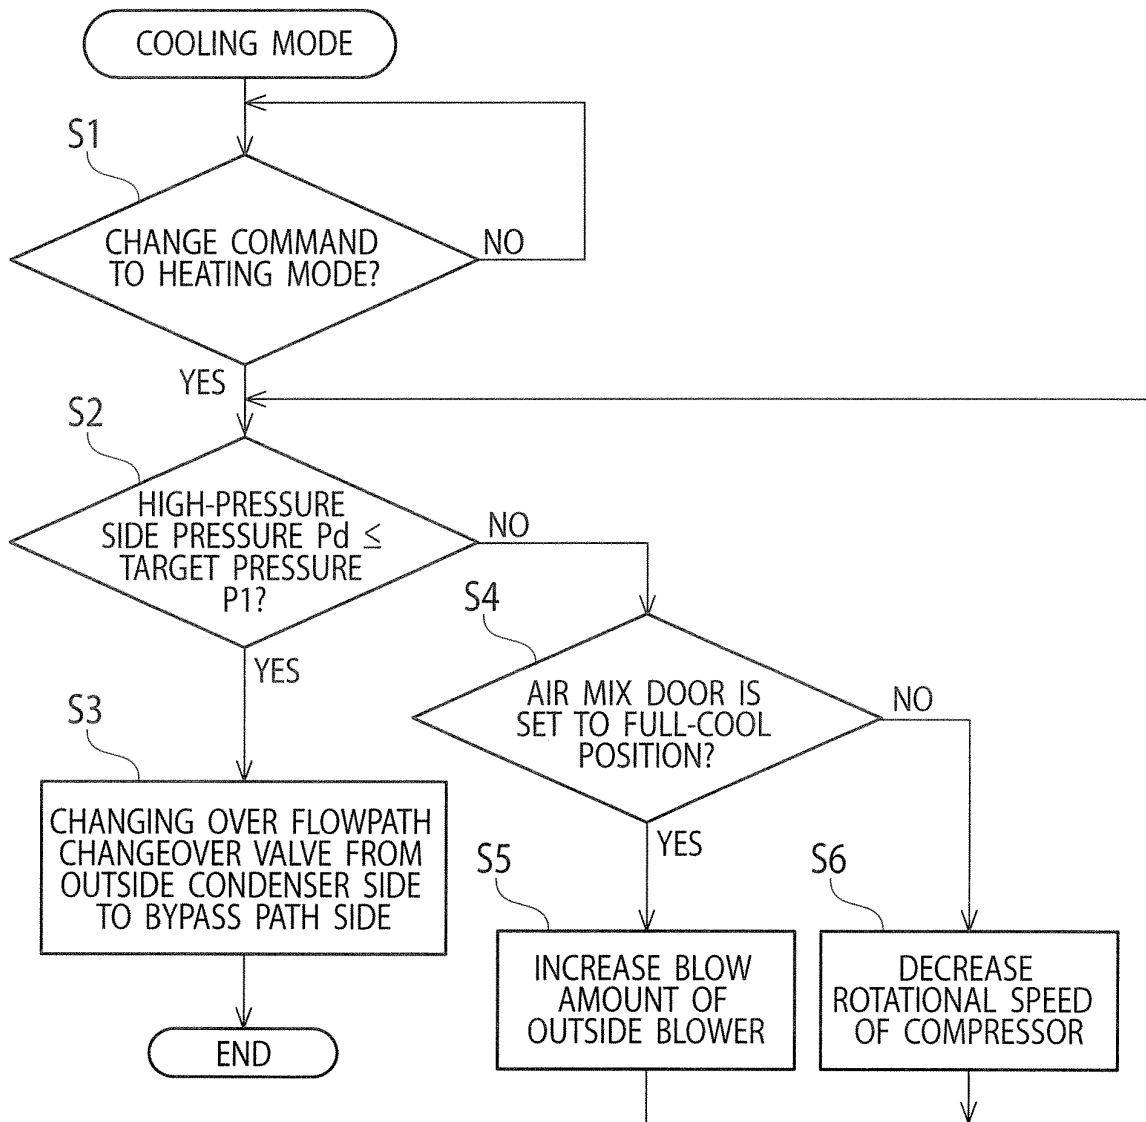 COOLING MODE
S1
CHANGE COMMAND
TO HEATING MODE?
NO
YES
S2
HIGH-PRESSURE
SIDE PRESSURE Pd ≤
TARGET PRESSURE
P1?
NO
YES
S3
CHANGING OVER FLOWPATH
CHANGEOVER VALVE FROM
OUTSIDE CONDENSER SIDE
TO BYPASS PATH SIDE
END
S4
AIR MIX DOOR IS
SET TO FULL-COOL
POSITION?
NO
YES
S5
INCREASE BLOW
AMOUNT OF
OUTSIDE BLOWER
S6
DECREASE
ROTATIONAL SPEED
OF COMPRESSOR